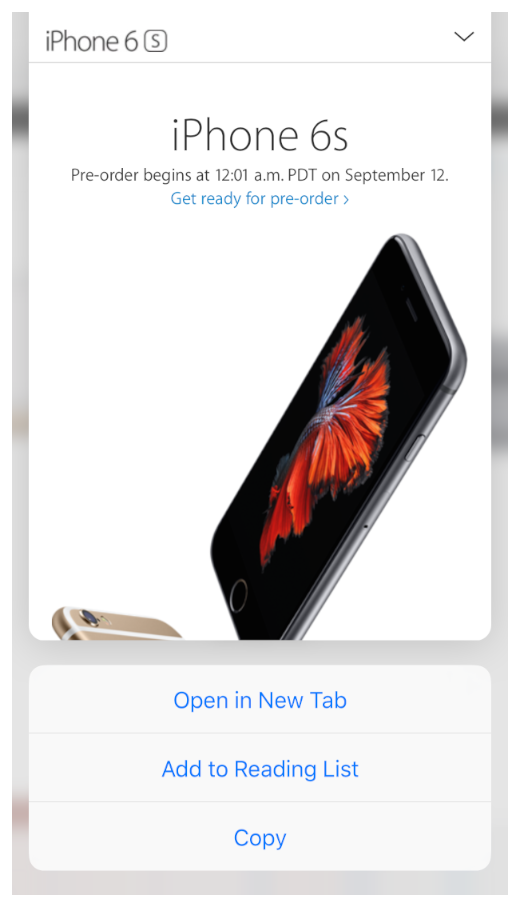 iPhone 6 S
iPhone 6s
Pre-order begins at 12:01 a.m. PDT on September 12.
Get ready for pre-order ›
Open in New Tab
Add to Reading List
Copy